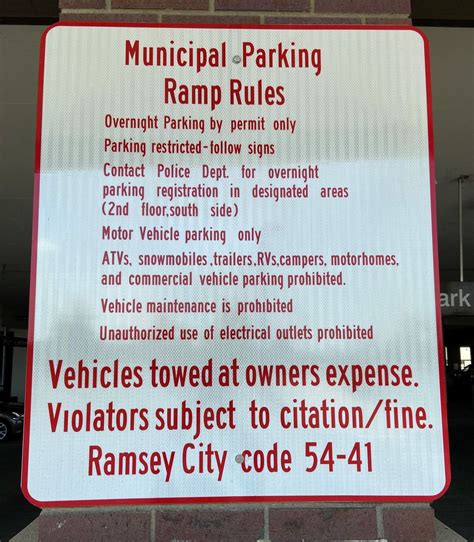 Municipal Parking
Ramp Rules
Overnight Parking by permit only
Parking restricted-follow signs
Contact Police Dept. for overnight
parking registration in designated areas
(2nd floor,south side)
Motor Vehicle parking only
ATVs, snowmobiles ,trailers,RVs,campers, motorhomes,
and commercial vehicle parking prohibited.
Vehicle maintenance is prohibited
Unauthorized use of electrical outlets prohibited
Vehicles towed at owners expense.
Violators subject to citation/fine.
Ramsey City code 54-41
ark